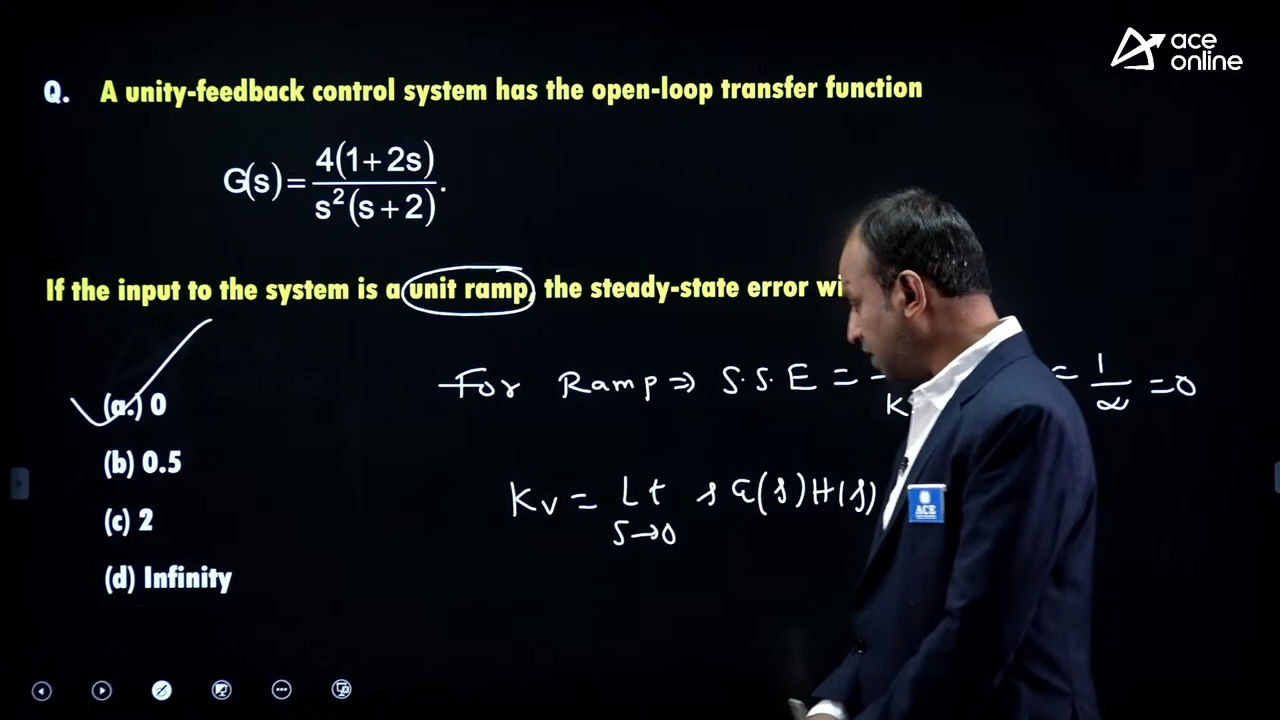 ace
online
Q. A unity-feedback control system has the open-loop transfer function
G(s) = 4(1+2s) / s²(s+2).
If the input to the system is a unit ramp, the steady-state error wi
For Ramp ⇒ S.S.E = K = 1/∞ = 0
(a.) 0
(b) 0.5
Kv = Lt s G(s) H(s)
s→0
ACE
(c) 2
(d) Infinity